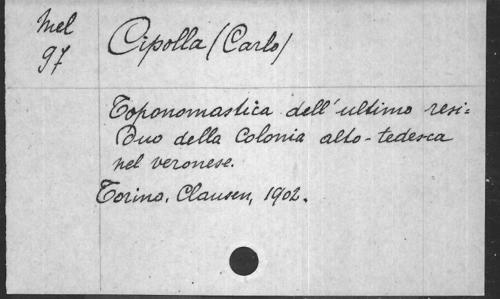 Mel
97
Cipolla (Carlo)
Toponomastica dell'ultimo resi=
duo della Colonia alto-tedesca
nel veronese.
Torino, Clausen, 1902.